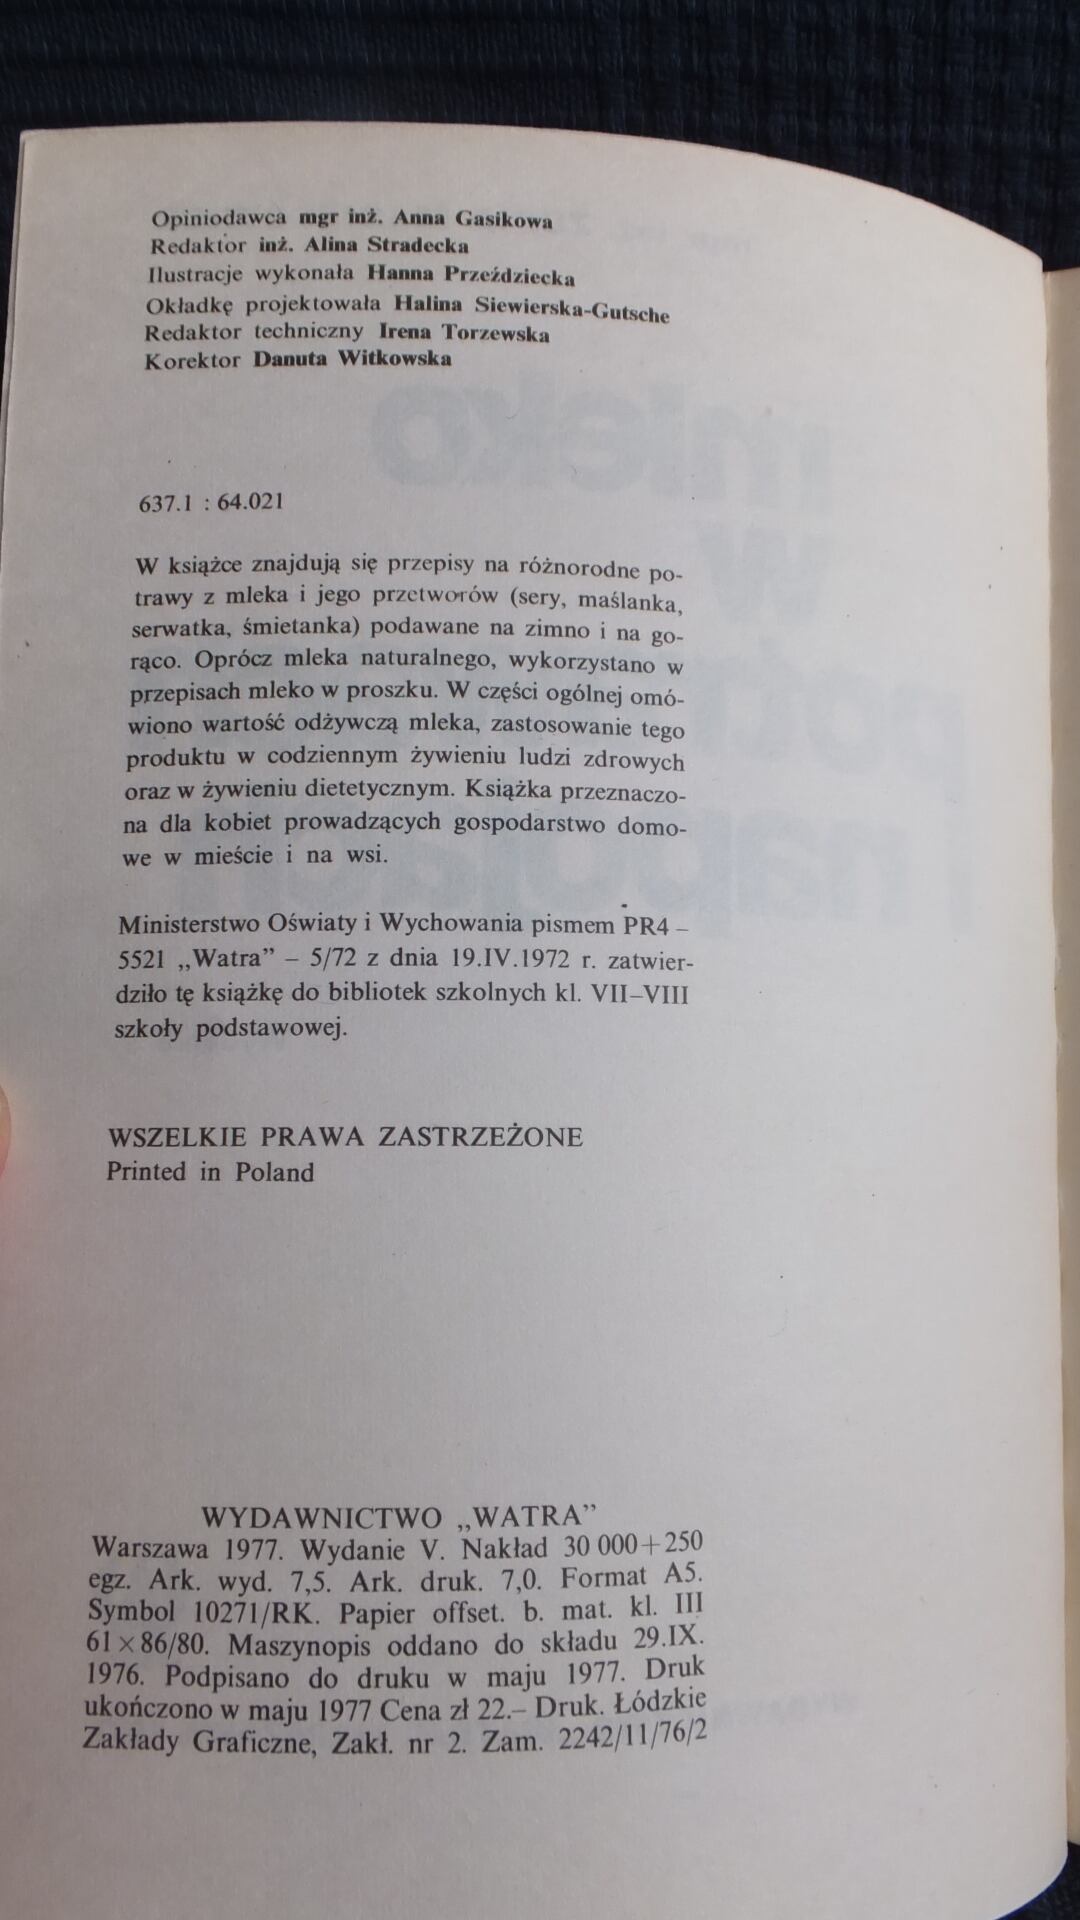 Opiniodawca mgr inż. Anna Gasikowa
Redaktor inż. Alina Stradecka
Ilustracje wykonała Hanna Przeździecka
Okładkę projektowała Halina Siewierska-Gutsche
Redaktor techniczny Irena Torzewska
Korektor Danuta Witkowska
637.1 : 64.021
W książce znajdują się przepisy na różnorodne po-
trawy z mleka i jego przetworów (sery, maślanka,
serwatka, śmietanka) podawane na zimno i na go-
rąco. Oprócz mleka naturalnego, wykorzystano w
przepisach mleko w proszku. W części ogólnej omó-
wiono wartość odżywczą mleka, zastosowanie tego
produktu w codziennym żywieniu ludzi zdrowych
oraz w żywieniu dietetycznym. Książka przeznaczo-
na dla kobiet prowadzących gospodarstwo domo-
we w mieście i na wsi.
Ministerstwo Oświaty i Wychowania pismem PR4 –
5521 „Watra” – 5/72 z dnia 19.IV.1972 r. zatwier-
dziło tę książkę do bibliotek szkolnych kl. VII–VIII
szkoły podstawowej.
WSZELKIE PRAWA ZASTRZEŻONE
Printed in Poland
WYDAWNICTWO „WATRA”
Warszawa 1977. Wydanie V. Nakład 30 000+250
egz. Ark. wyd. 7,5. Ark. druk. 7,0. Format A5.
Symbol 10271/RK. Papier offset. b. mat. kl. III
61×86/80. Maszynopis oddano do składu 29.IX.
1976. Podpisano do druku w maju 1977. Druk
ukończono w maju 1977 Cena zł 22.– Druk. Łódzkie
Zakłady Graficzne, Zakł. nr 2. Zam. 2242/11/76/2